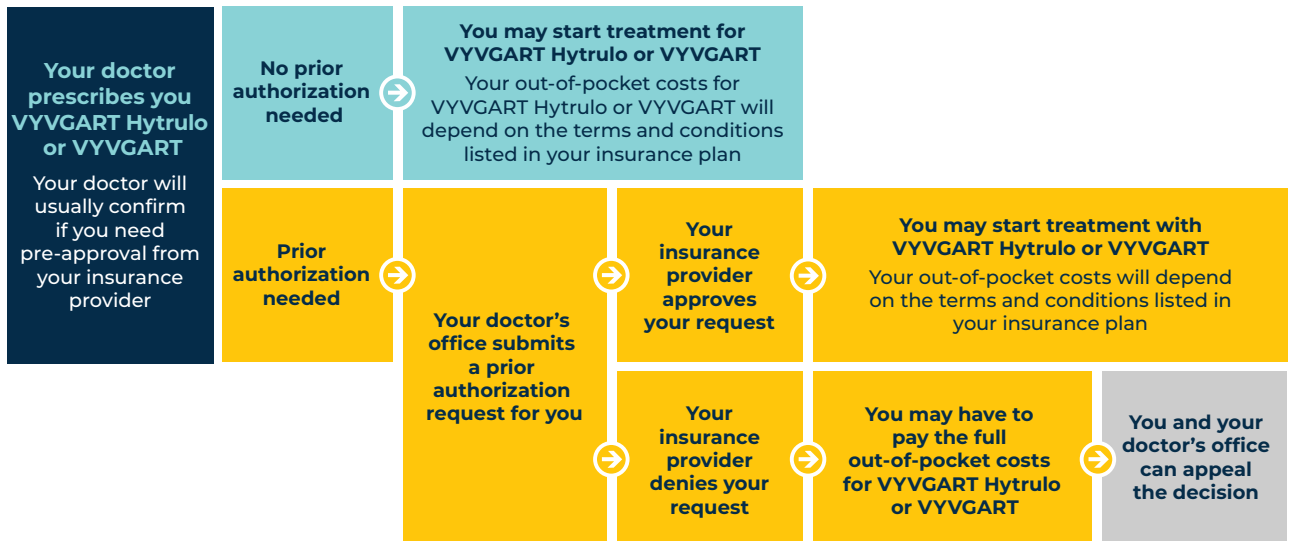 Your doctor
prescribes you
VYVGART Hytrulo
or VYVGART
Your doctor will
usually confirm
if you need
pre-approval from
your insurance
provider
No prior
authorization
needed
You may start treatment for
VYVGART Hytrulo or VYVGART
Your out-of-pocket costs for
VYVGART Hytrulo or VYVGART will
depend on the terms and conditions
listed in your insurance plan
Prior
authorization
needed
Your doctor's
office submits
a prior
authorization
request for you
Your
insurance
provider
approves
your request
You may start treatment with
VYVGART Hytrulo or VYVGART
Your out-of-pocket costs will depend
on the terms and conditions listed in
your insurance plan
Your
insurance
provider
denies your
request
You may have to
pay the full
out-of-pocket costs
for VYVGART Hytrulo
or VYVGART
You and your
doctor's office
can appeal
the decision